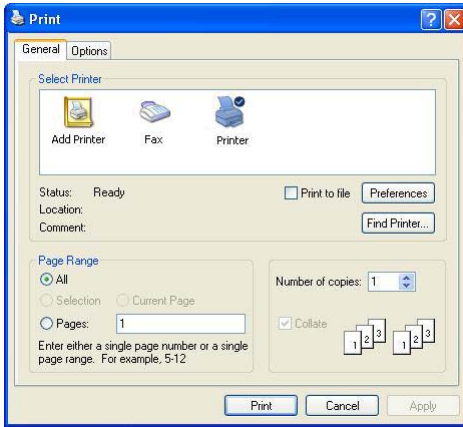 Print
General Options
Select Printer
Add Printer Fax Printer
Status: Ready
Location:
Comment:
Print to file
Preferences
Find Printer...
Page Range
All
Selection Current Page
Pages: 1
Enter either a single page number or a single
page range. For example, 5-12
Number of copies: 1
Collate
1 2 3 1 2 3
Print Cancel Apply